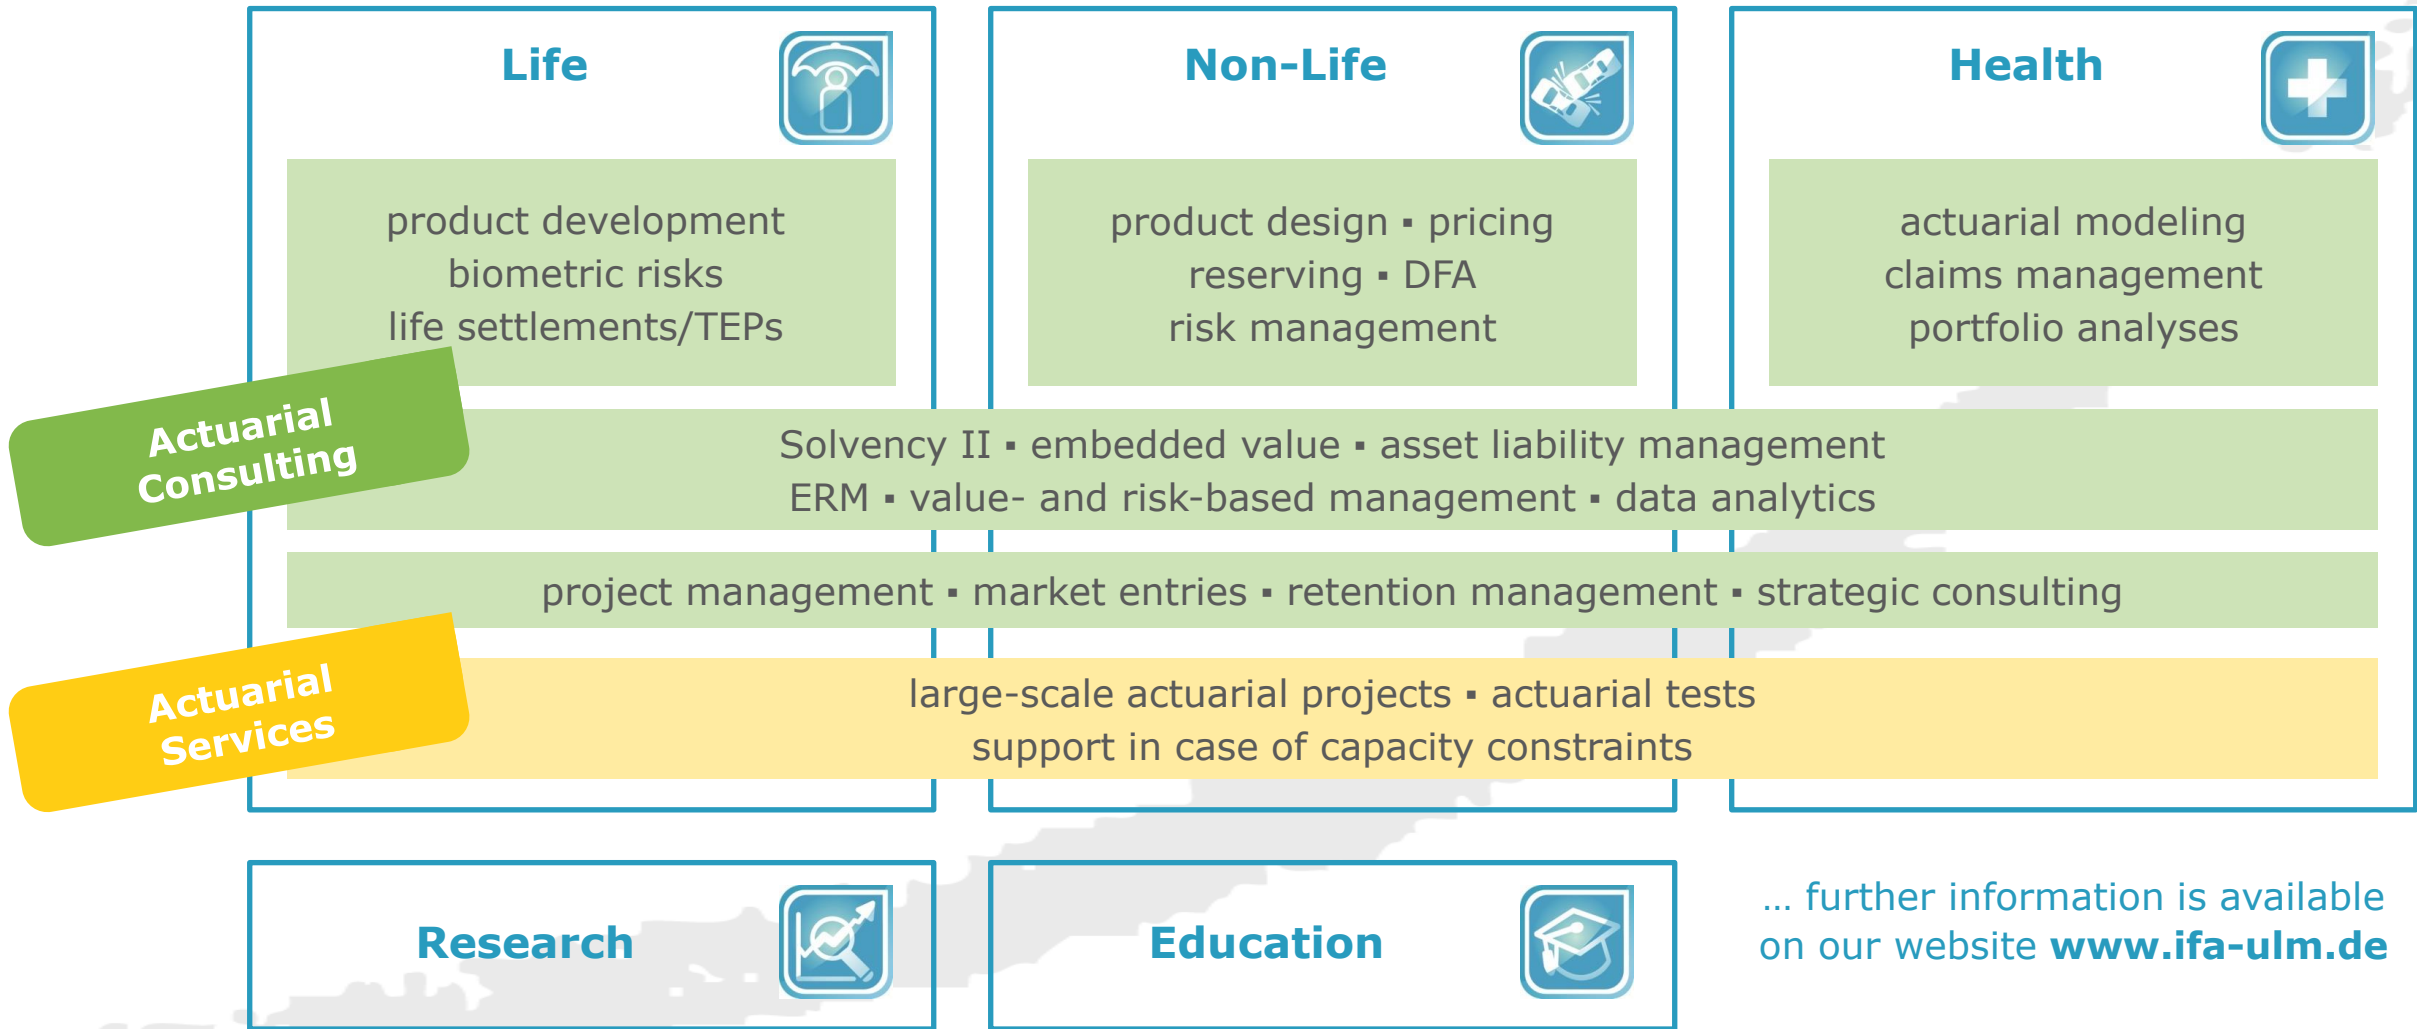 Life
Non-Life
Health
product development
biometric risks
life settlements/TEPs
product design ▪ pricing
reserving ▪ DFA
risk management
actuarial modeling
claims management
portfolio analyses
Actuarial
Consulting
Solvency II ▪ embedded value ▪ asset liability management
ERM ▪ value- and risk-based management ▪ data analytics
project management ▪ market entries ▪ retention management ▪ strategic consulting
Actuarial
Services
large-scale actuarial projects ▪ actuarial tests
support in case of capacity constraints
Research
Education
... further information is available
on our website www.ifa-ulm.de